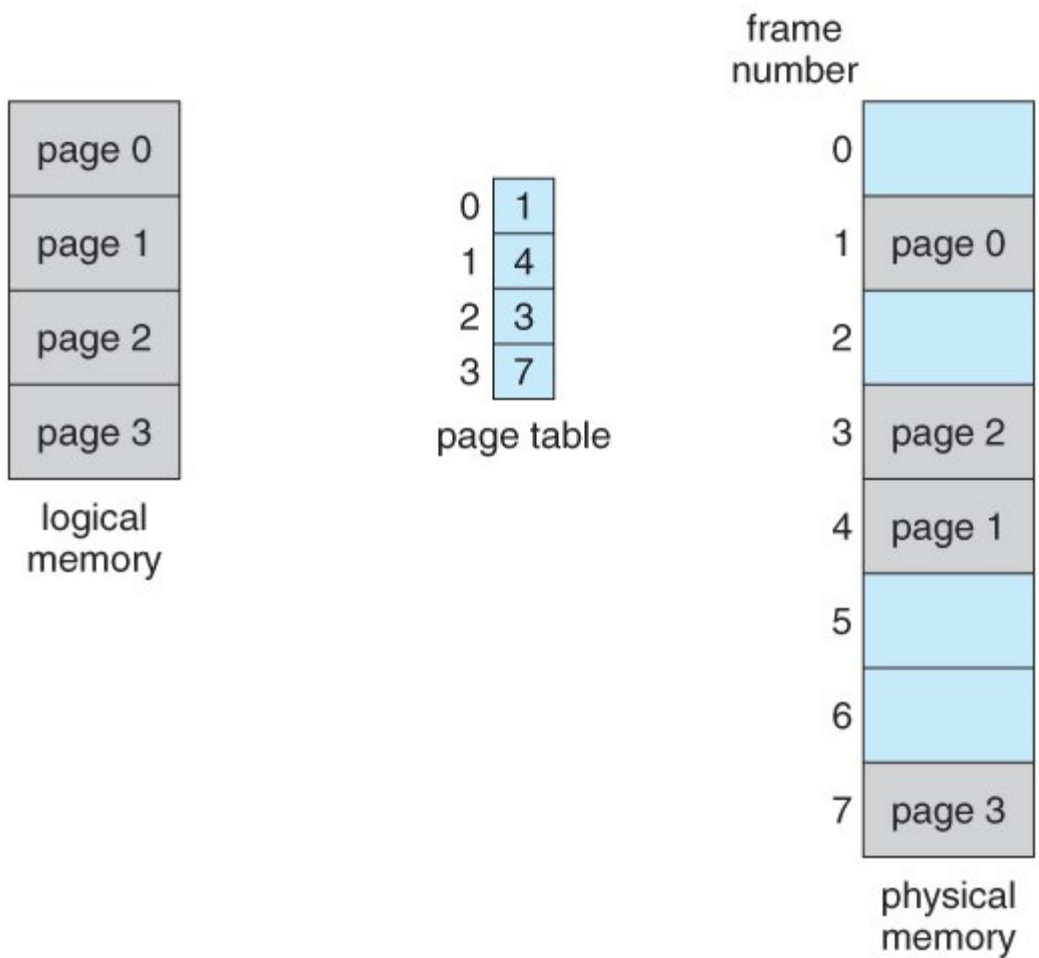 page 0
page 1
page 2
page 3
logical
memory
0 1
1 4
2 3
3 7
page table
frame
number
0
1 page 0
2
3 page 2
4 page 1
5
6
7 page 3
physical
memory